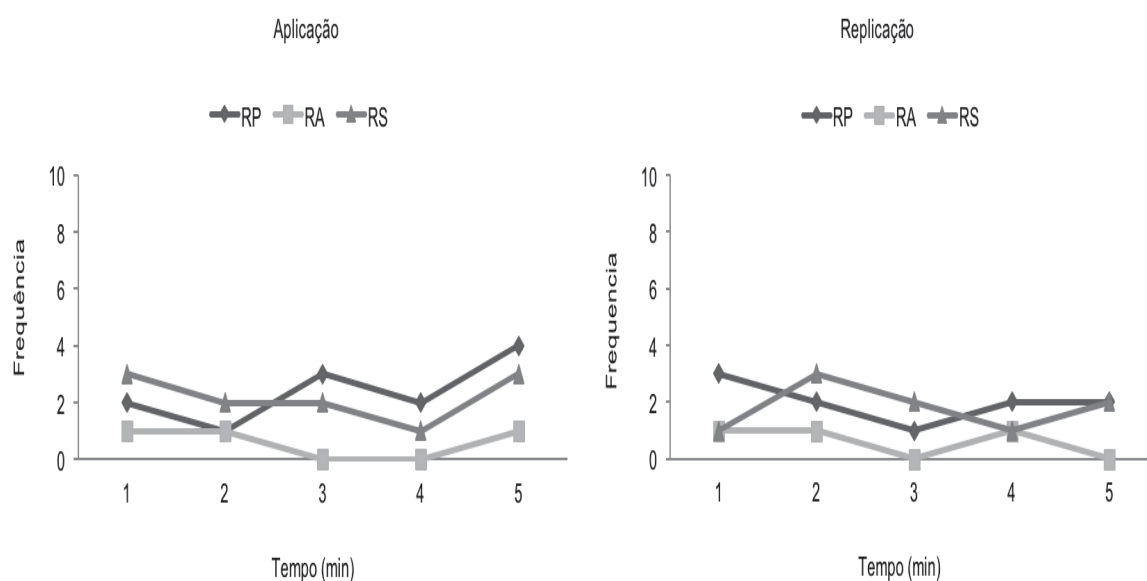 Aplicação
RP RA RS
10
8
6
4
2
0
Frequência
1 2 3 4 5
Tempo (min)
Replicação
RP RA RS
10
8
6
4
2
0
Frequencia
1 2 3 4 5
Tempo (min)